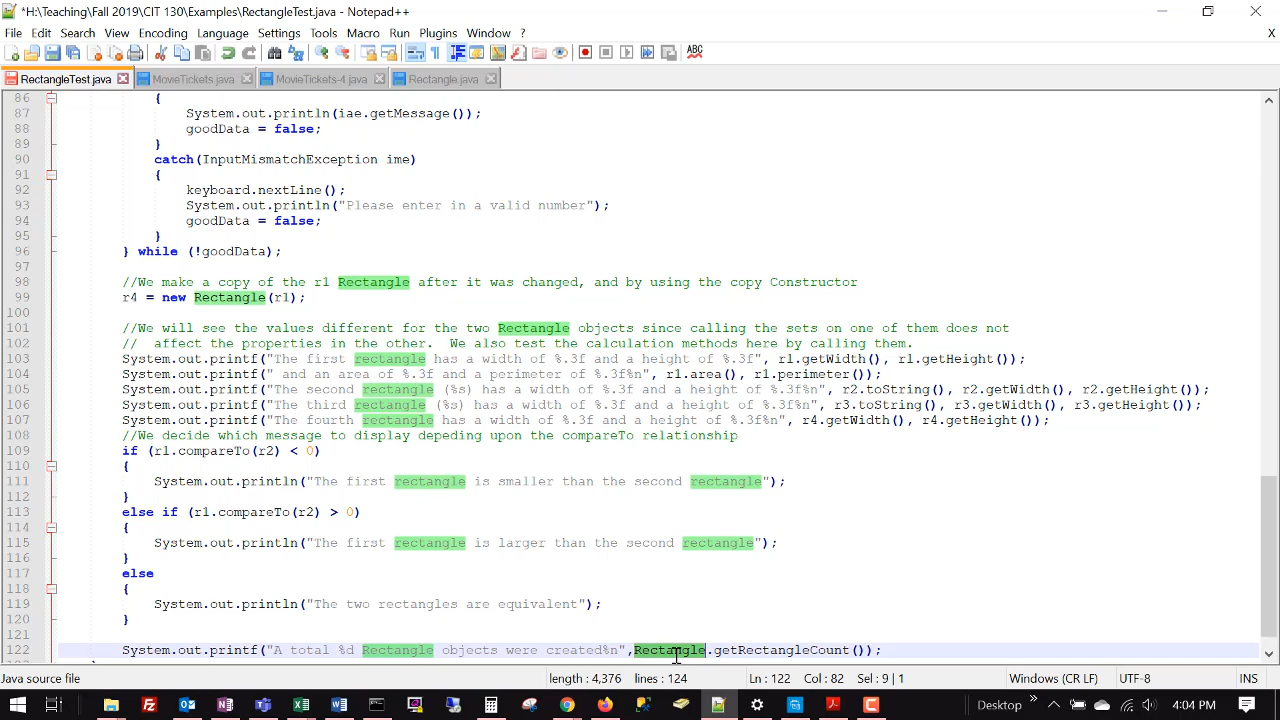 *H:\Teaching\Fall 2019\CIT 130\Examples\RectangleTest.java - Notepad++
File Edit Search View Encoding Language Settings Tools Macro Run Plugins Window ? X
RectangleTest.java MovieTickets.java MovieTickets-4.java Rectangle.java
86 {
87 System.out.println(iae.getMessage());
88 goodData = false;
89 }
90 catch(InputMismatchException ime)
91 {
92 keyboard.nextLine();
93 System.out.println("Please enter in a valid number");
94 goodData = false;
95 }
96 } while (!goodData);
97
98 //We make a copy of the r1 Rectangle after it was changed, and by using the copy Constructor
99 r4 = new Rectangle(r1);
100
101 //We will see the values different for the two Rectangle objects since calling the sets on one of them does not
102 // affect the properties in the other.  We also test the calculation methods here by calling them.
103 System.out.printf("The first rectangle has a width of %.3f and a height of %.3f", r1.getWidth(), r1.getHeight());
104 System.out.printf(" and an area of %.3f and a perimeter of %.3f%n", r1.area(), r1.perimeter());
105 System.out.printf("The second rectangle (%s) has a width of %.3f and a height of %.3f%n", r2.toString(), r2.getWidth(), r2.getHeight());
106 System.out.printf("The third rectangle (%s) has a width of %.3f and a height of %.3f%n", r3.toString(), r3.getWidth(), r3.getHeight());
107 System.out.printf("The fourth rectangle has a width of %.3f and a height of %.3f%n", r4.getWidth(), r4.getHeight());
108 //We decide which message to display depeding upon the compareTo relationship
109 if (r1.compareTo(r2) < 0)
110 {
111 System.out.println("The first rectangle is smaller than the second rectangle");
112 }
113 else if (r1.compareTo(r2) > 0)
114 {
115 System.out.println("The first rectangle is larger than the second rectangle");
116 }
117 else
118 {
119 System.out.println("The two rectangles are equivalent");
120 }
121
122 System.out.printf("A total %d Rectangle objects were created%n",Rectangle.getRectangleCount());
Java source file length : 4,376 lines : 124 Ln : 122 Col : 82 Sel : 9 | 1 Windows (CR LF) UTF-8 INS
Desktop 4:04 PM